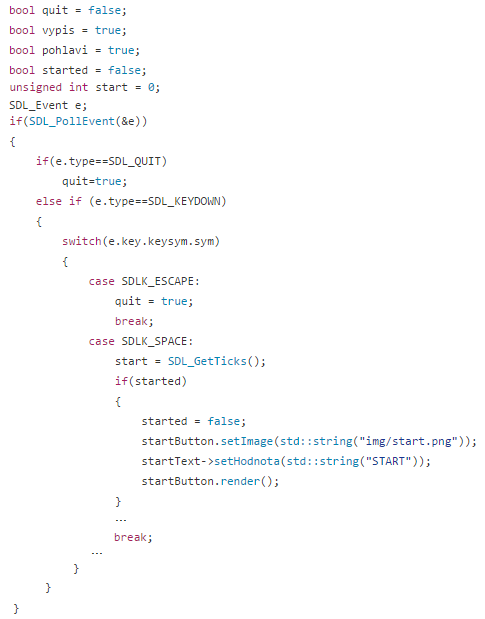 bool quit = false;
bool vypis = true;
bool pohlavi = true;
bool started = false;
unsigned int start = 0;
SDL_Event e;
if(SDL_PollEvent(&e))
{
    if(e.type==SDL_QUIT)
        quit=true;
    else if (e.type==SDL_KEYDOWN)
    {
        switch(e.key.keysym.sym)
        {
            case SDLK_ESCAPE:
                quit = true;
                break;
            case SDLK_SPACE:
                start = SDL_GetTicks();
                if(started)
                {
                    started = false;
                    startButton.setImage(std::string("img/start.png"));
                    startText->setHodnota(std::string("START"));
                    startButton.render();
                }
                ...
                break;
            ...
        }
    }
}